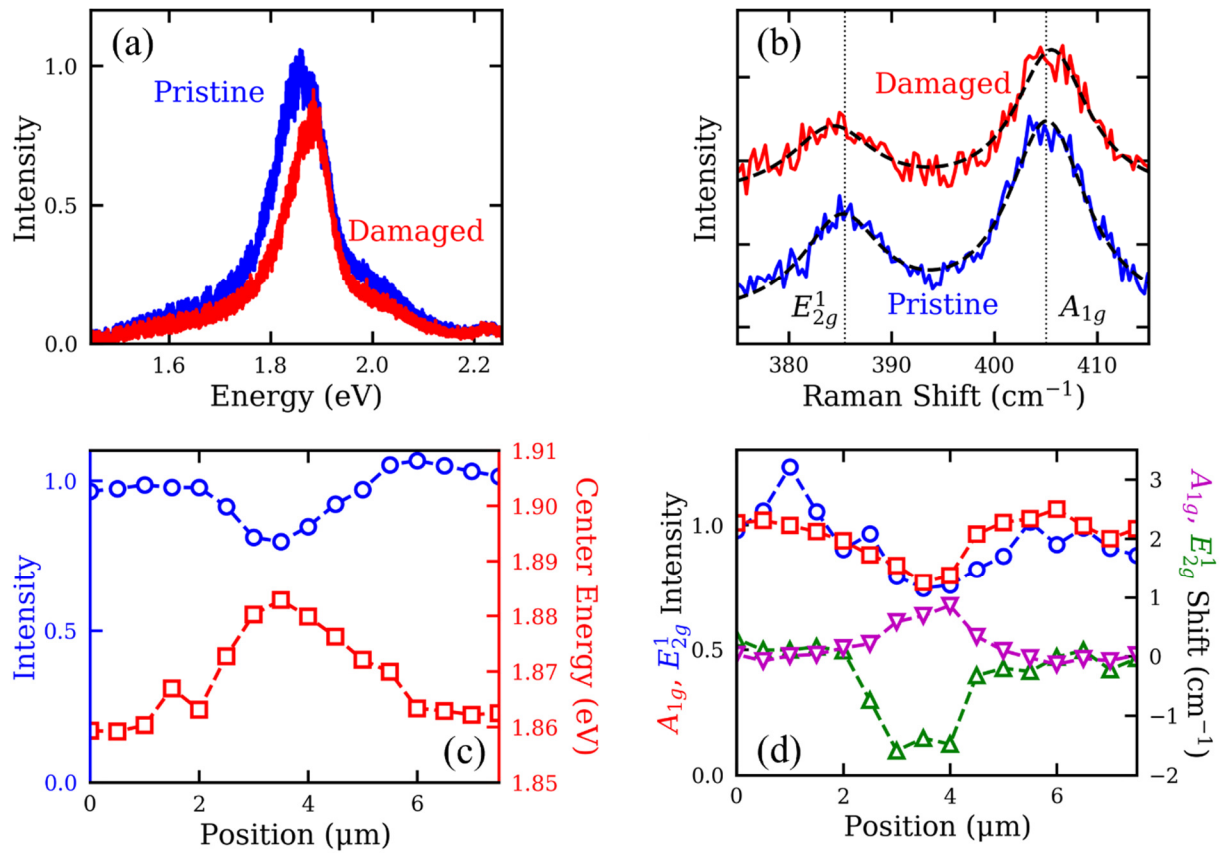 (a)
Pristine
Damaged
Intensity
1.0
0.5
0.0
1.6
1.8
2.0
2.2
Energy (eV)
(b)
Damaged
Pristine
E¹₂g
A₁g
Intensity
380
390
400
410
Raman Shift (cm⁻¹)
(c)
Intensity
1.0
0.5
0.0
1.91
1.90
1.89
1.88
1.87
1.86
1.85
Center Energy (eV)
0
2
4
6
Position (μm)
(d)
A₁g, E¹₂g Intensity
1.0
0.5
0.0
3
2
1
0
−1
−2
A₁g, E¹₂g Shift (cm⁻¹)
0
2
4
6
Position (μm)